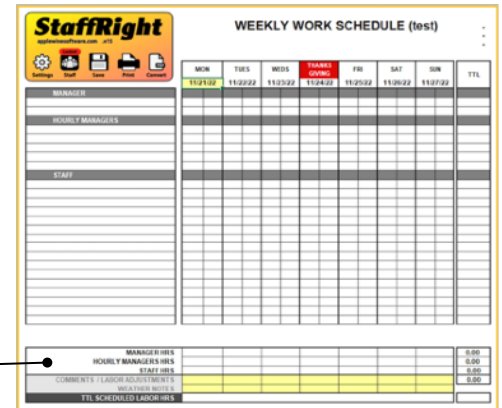 StaffRight
WEEKLY WORK SCHEDULE (test)
applewinesoftware.com .v15
Settings Staff Save Print Convert
MON TUES WEDS THANKS GIVING FRI SAT SUN TTL
11/21/22 11/22/22 11/23/22 11/24/22 11/25/22 11/26/22 11/27/22
MANAGER
HOURLY MANAGERS
STAFF
MANAGER HRS 0.00
HOURLY MANAGERS HRS 0.00
STAFF HRS 0.00
COMMENTS / LABOR ADJUSTMENTS 0.00
WEATHER NOTES
TTL SCHEDULED LABOR HRS